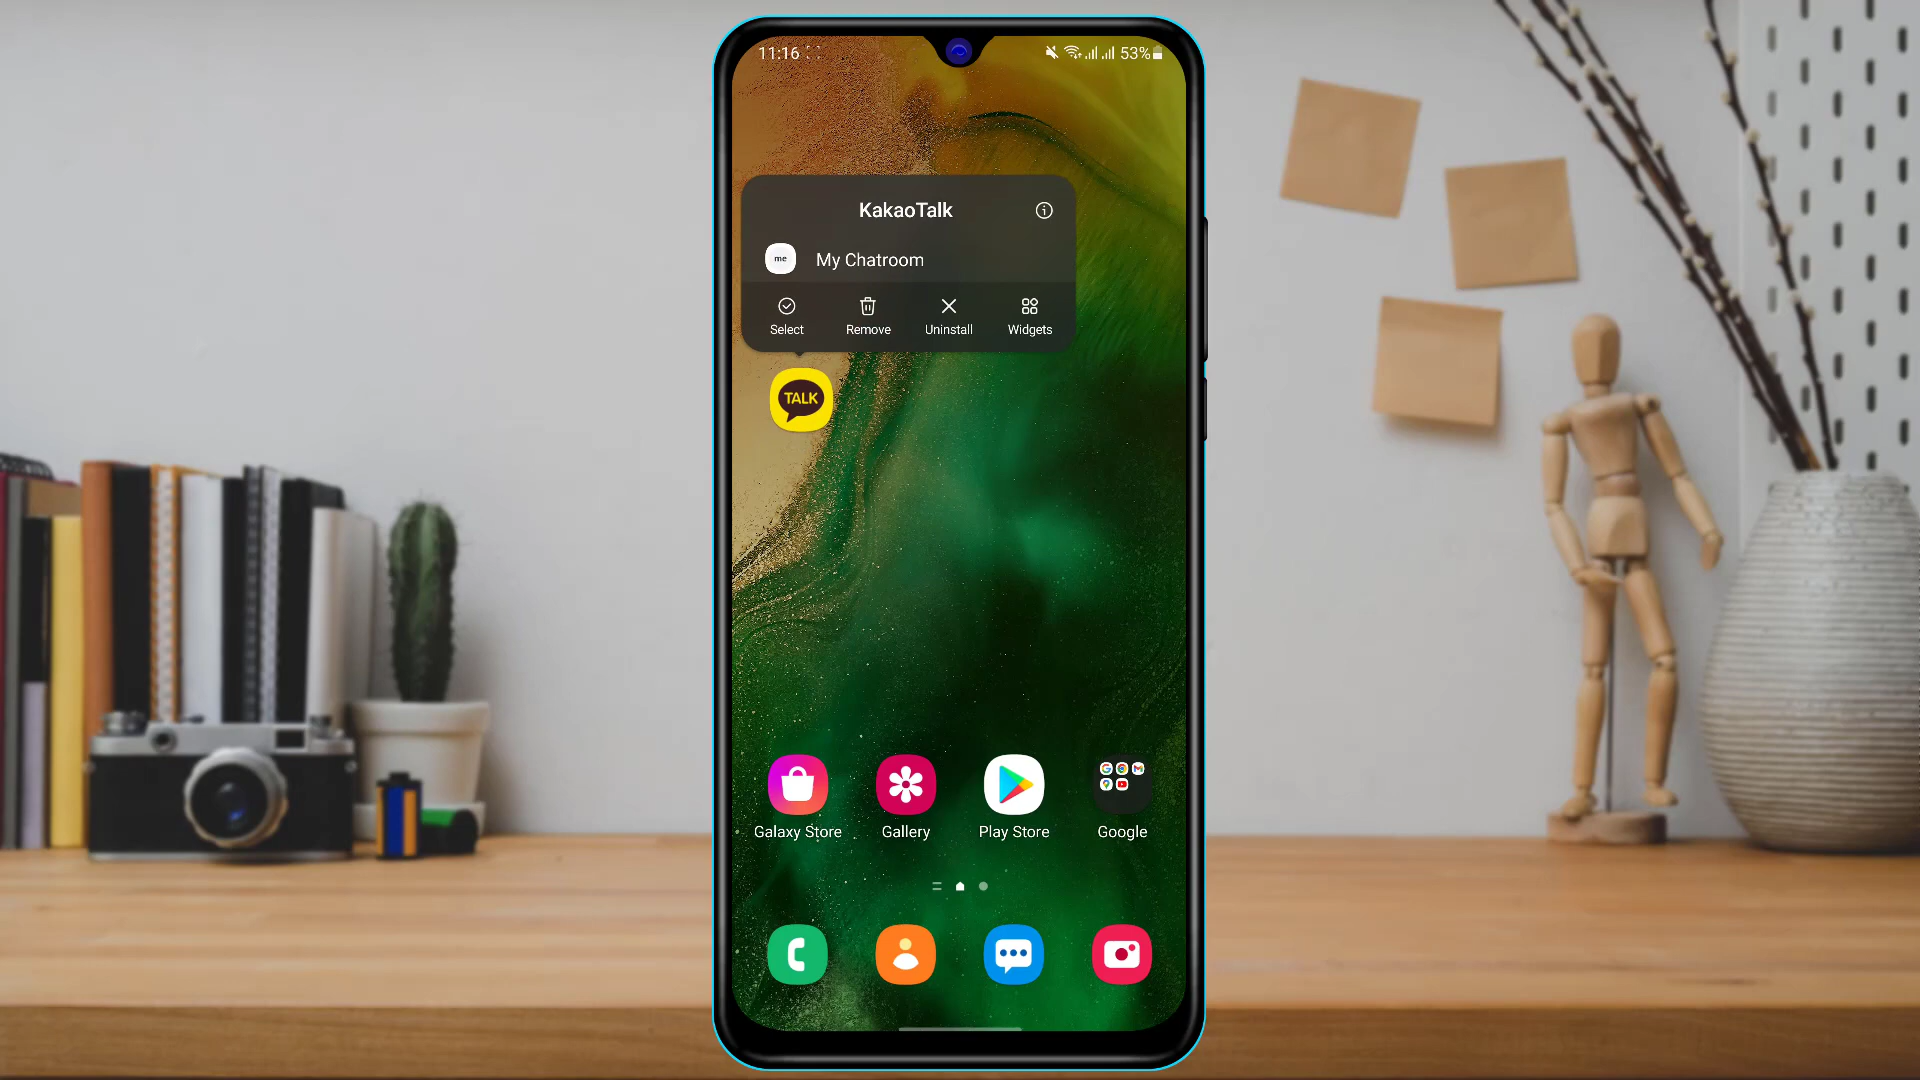 11:16
53%
KakaoTalk
me
My Chatroom
Select Remove Uninstall Widgets
TALK
Galaxy Store Gallery Play Store Google